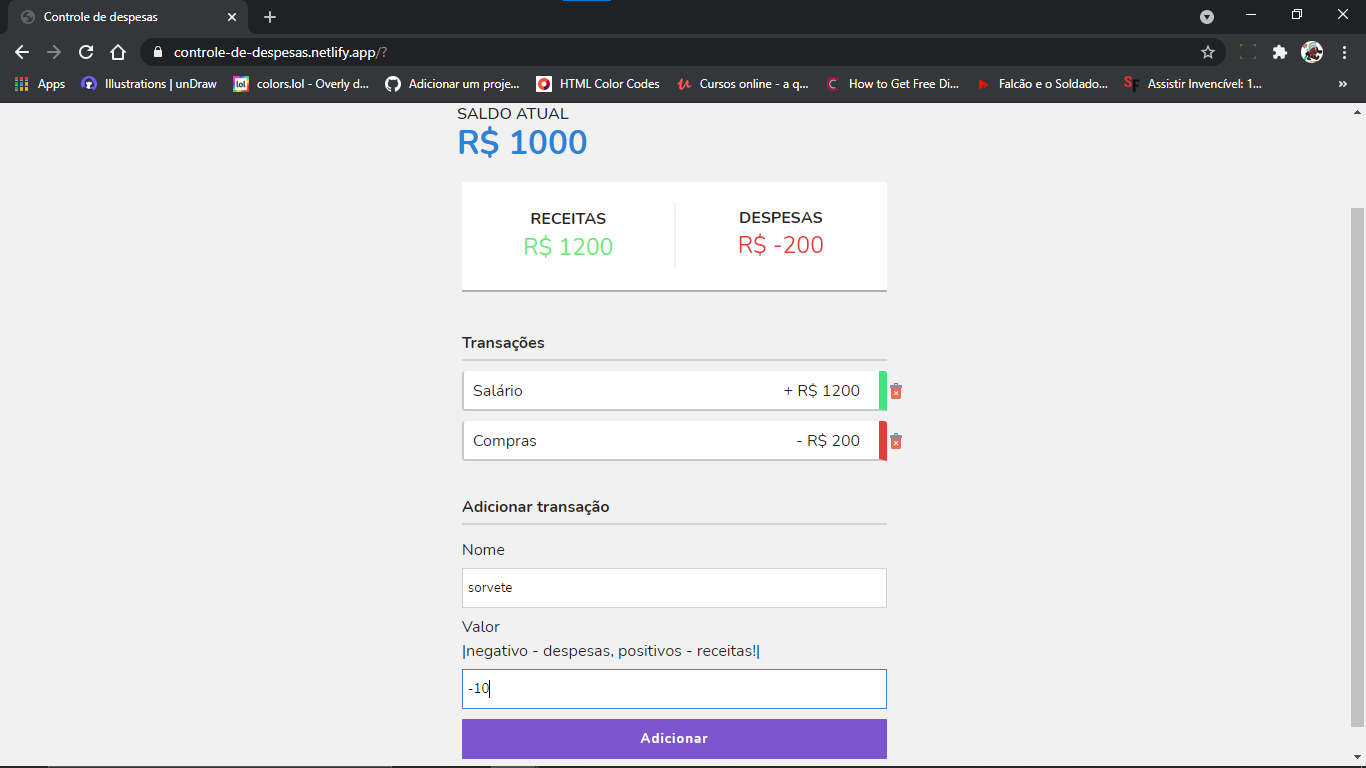 Controle de despesas
controle-de-despesas.netlify.app/?
Apps
Illustrations | unDraw
lol
colors.lol - Overly d...
Adicionar um proje...
HTML Color Codes
Cursos online - a q...
How to Get Free Di...
Falcão e o Soldado...
SF
Assistir Invencível: 1...
»
SALDO ATUAL
R$ 1000
RECEITAS
R$ 1200
DESPESAS
R$ -200
Transações
Salário + R$ 1200
Compras - R$ 200
Adicionar transação
Nome
sorvete
Valor
|negativo - despesas, positivos - receitas!|
-10
Adicionar